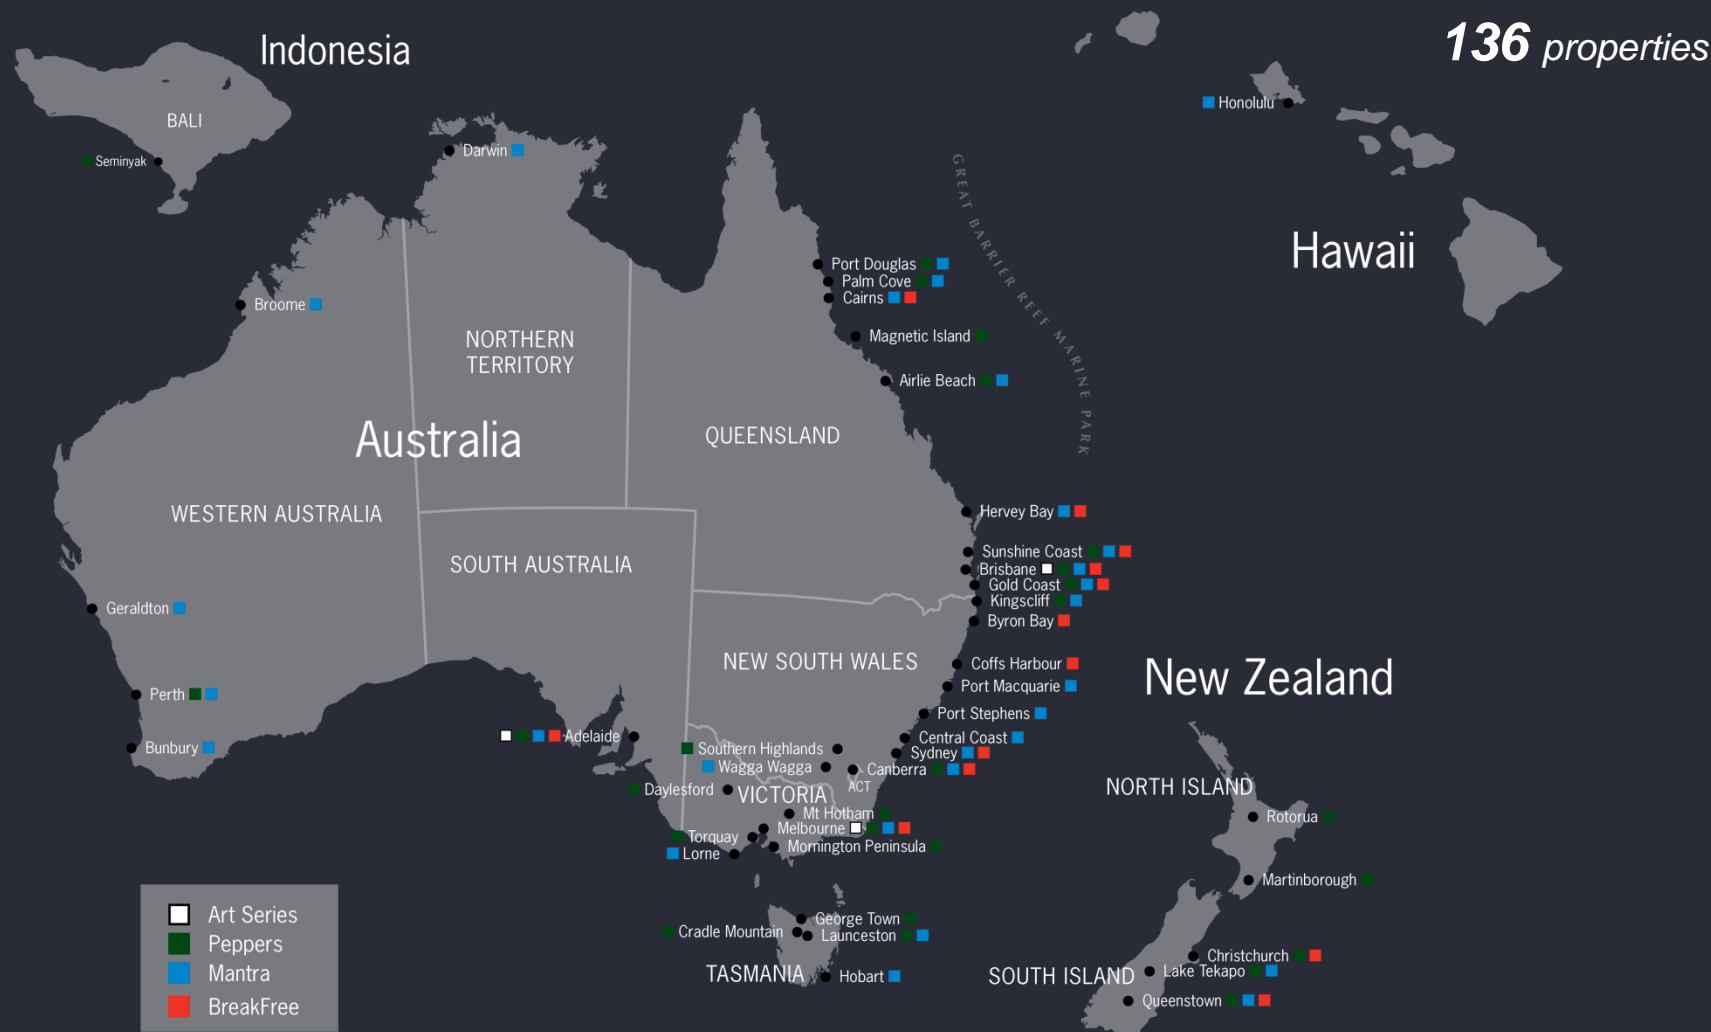 136 properties
Indonesia
BALI
Seminyak
Honolulu
Hawaii
Darwin
GREAT BARRIER REEF MARINE PARK
Port Douglas
Palm Cove
Cairns
Broome
NORTHERN
TERRITORY
Magnetic Island
Airlie Beach
Australia
QUEENSLAND
WESTERN AUSTRALIA
SOUTH AUSTRALIA
Hervey Bay
Sunshine Coast
Brisbane
Gold Coast
Kingscliff
Byron Bay
Geraldton
NEW SOUTH WALES
Coffs Harbour
Port Macquarie
New Zealand
Perth
Port Stephens
Bunbury
Adelaide
Central Coast
Southern Highlands
Sydney
Wagga Wagga
Canberra
ACT
Daylesford
VICTORIA
Mt Hotham
Melbourne
Torquay
Mornington Peninsula
Lorne
NORTH ISLAND
Rotorua
Martinborough
George Town
Cradle Mountain
Launceston
TASMANIA
Hobart
Christchurch
SOUTH ISLAND
Lake Tekapo
Queenstown
Art Series
Peppers
Mantra
BreakFree